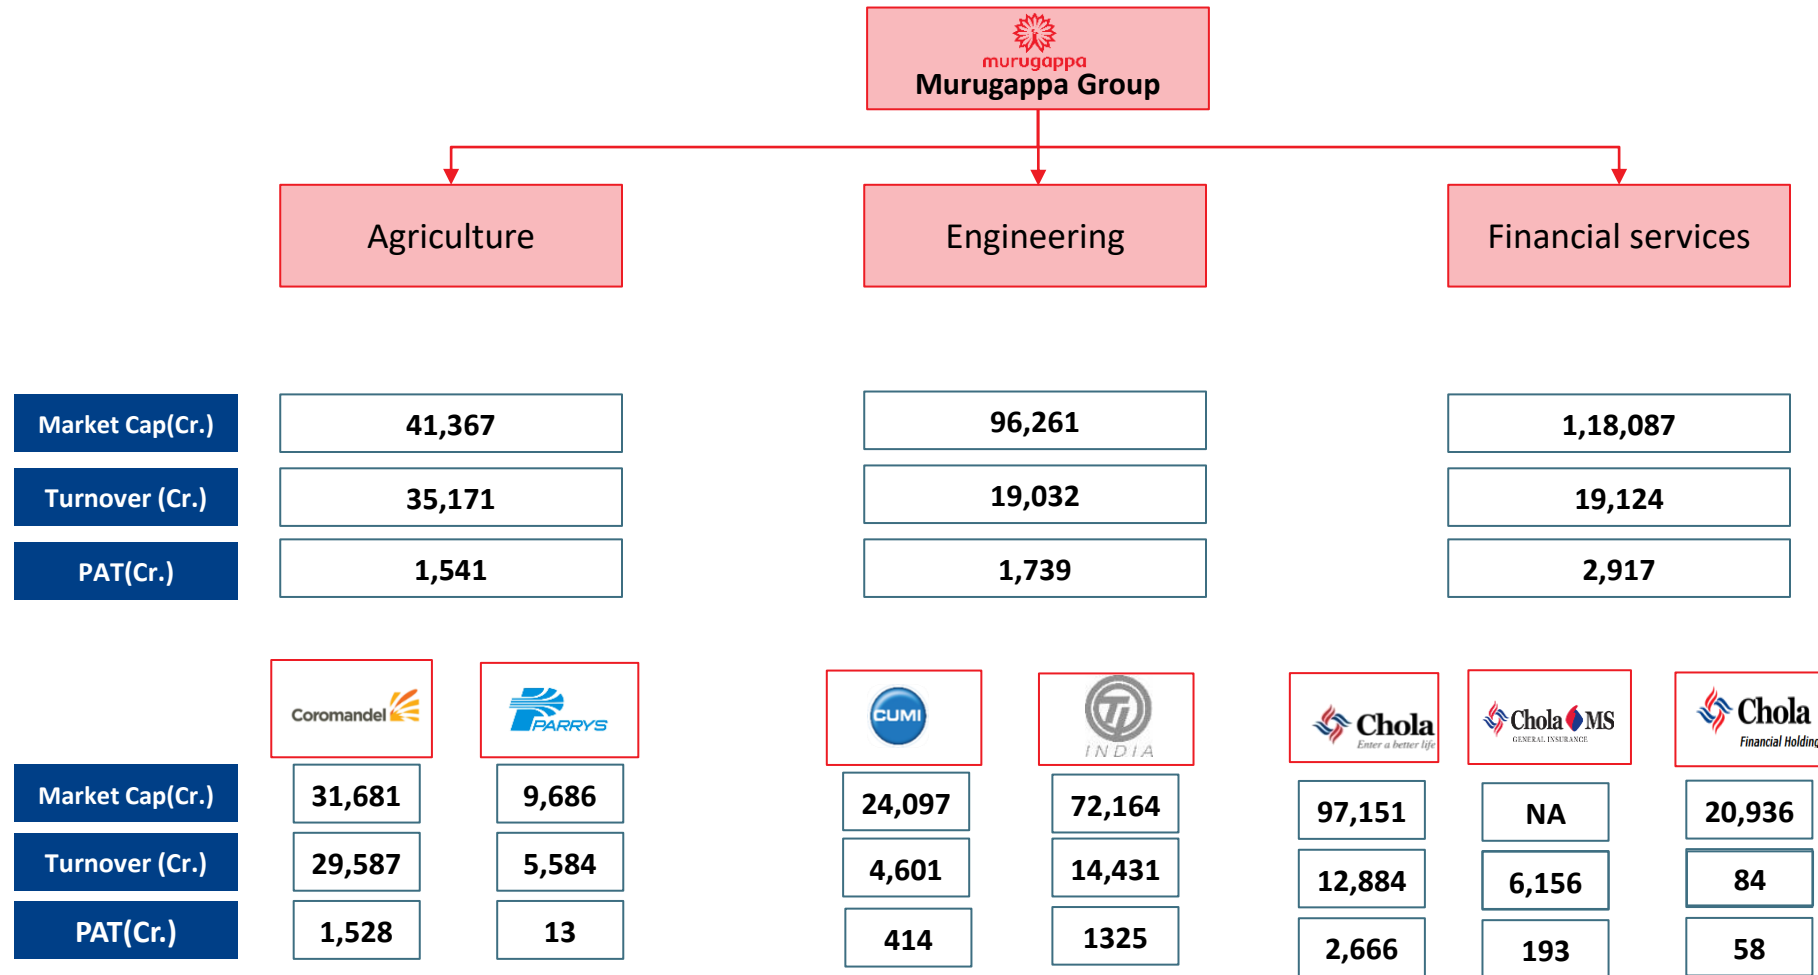 murugappa
Murugappa Group
Agriculture
Engineering
Financial services
Market Cap(Cr.)
41,367
96,261
1,18,087
Turnover (Cr.)
35,171
19,032
19,124
PAT(Cr.)
1,541
1,739
2,917
Coromandel
PARRYS
CUMI
TI
INDIA
Chola
Enter a better life
Chola MS
GENERAL INSURANCE
Chola
Financial Holding
Market Cap(Cr.)
31,681
9,686
24,097
72,164
97,151
NA
20,936
Turnover (Cr.)
29,587
5,584
4,601
14,431
12,884
6,156
84
PAT(Cr.)
1,528
13
414
1325
2,666
193
58